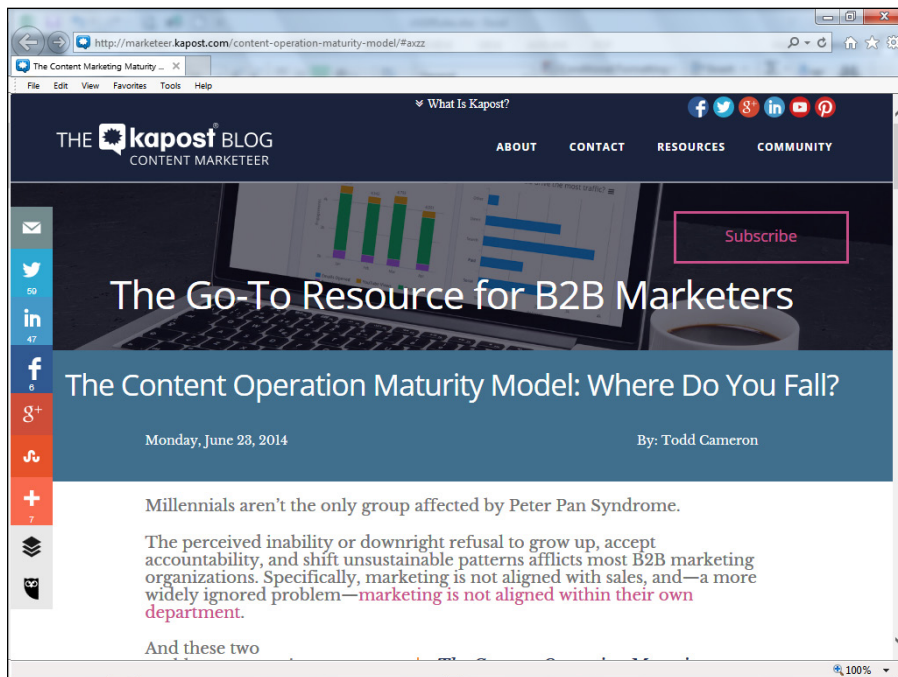 http://marketeer.kapost.com/content-operation-maturity-model/#axzz
The Content Marketing Maturity ...
File Edit View Favorites Tools Help
What Is Kapost?
THE kapost® BLOG
CONTENT MARKETEER
ABOUT CONTACT RESOURCES COMMUNITY
Subscribe
The Go-To Resource for B2B Marketers
59
in
47
f
6
g+
7
The Content Operation Maturity Model: Where Do You Fall?
Monday, June 23, 2014 By: Todd Cameron
Millennials aren't the only group affected by Peter Pan Syndrome.
The perceived inability or downright refusal to grow up, accept
accountability, and shift unsustainable patterns afflicts most B2B marketing
organizations. Specifically, marketing is not aligned with sales, and—a more
widely ignored problem—marketing is not aligned within their own
department.
And these two
100%